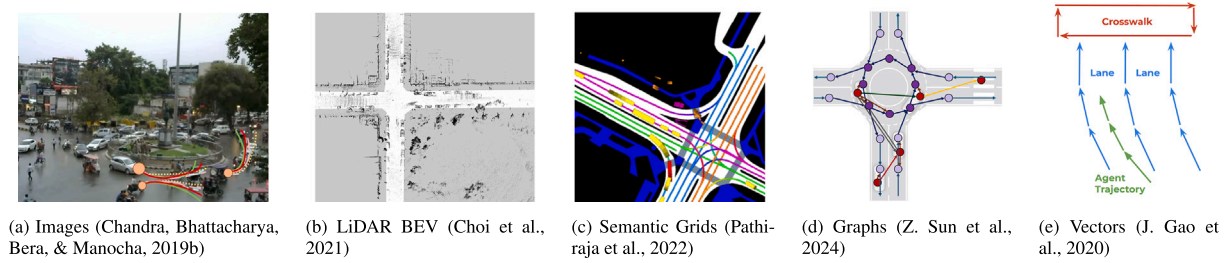 Crosswalk
Lane
Lane
Agent
Trajectory
(a) Images (Chandra, Bhattacharya,
Bera, & Manocha, 2019b)
(b) LiDAR BEV (Choi et al.,
2021)
(c) Semantic Grids (Pathi-
raja et al., 2022)
(d) Graphs (Z. Sun et al.,
2024)
(e) Vectors (J. Gao et
al., 2020)